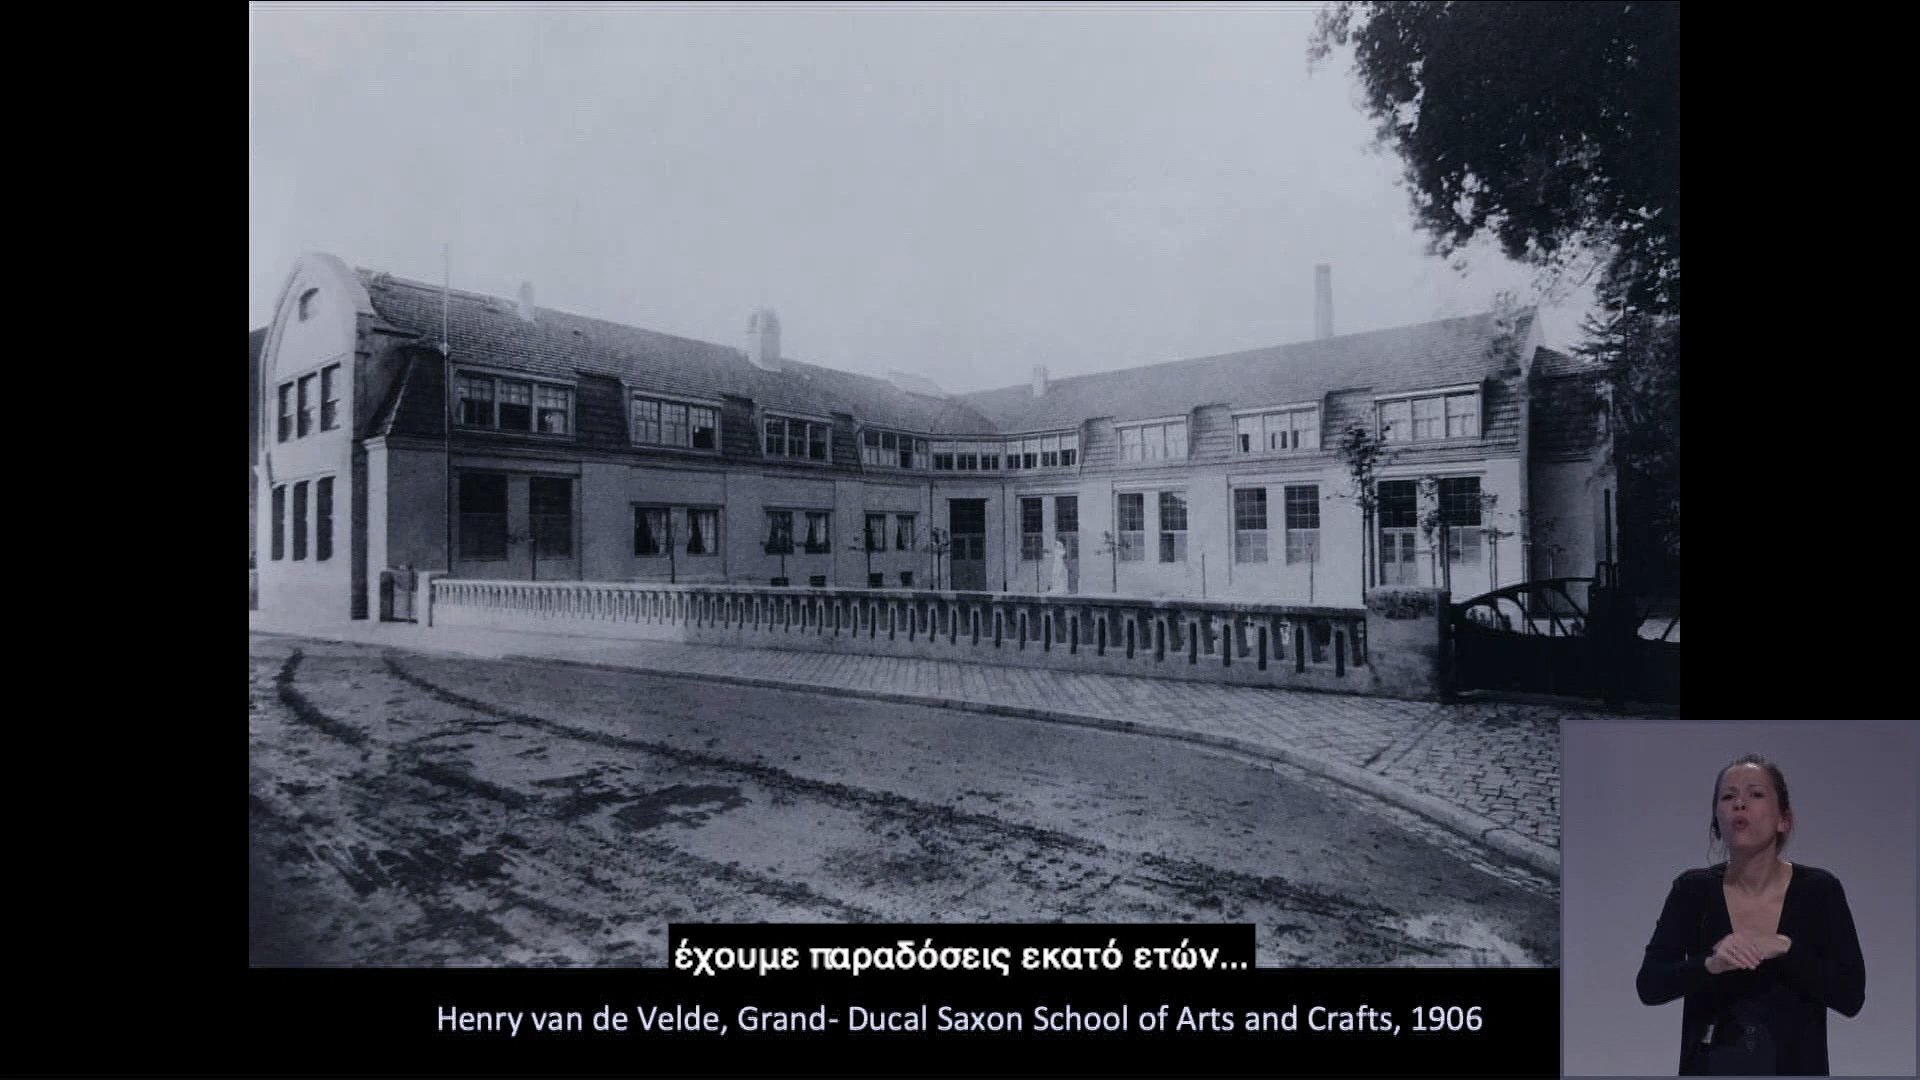 έχουμε παραδόσεις εκατό ετών...
Henry van de Velde, Grand- Ducal Saxon School of Arts and Crafts, 1906